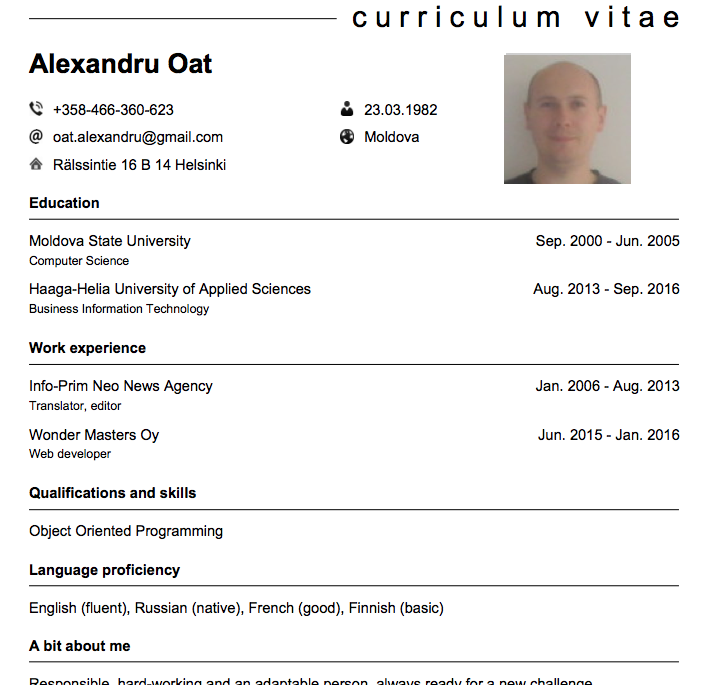 curriculum vitae
Alexandru Oat
+358-466-360-623 23.03.1982
oat.alexandru@gmail.com Moldova
Rälssintie 16 B 14 Helsinki
Education
Moldova State University Sep. 2000 - Jun. 2005
Computer Science
Haaga-Helia University of Applied Sciences Aug. 2013 - Sep. 2016
Business Information Technology
Work experience
Info-Prim Neo News Agency Jan. 2006 - Aug. 2013
Translator, editor
Wonder Masters Oy Jun. 2015 - Jan. 2016
Web developer
Qualifications and skills
Object Oriented Programming
Language proficiency
English (fluent), Russian (native), French (good), Finnish (basic)
A bit about me
Responsible, hard-working and an adaptable person, always ready for a new challenge